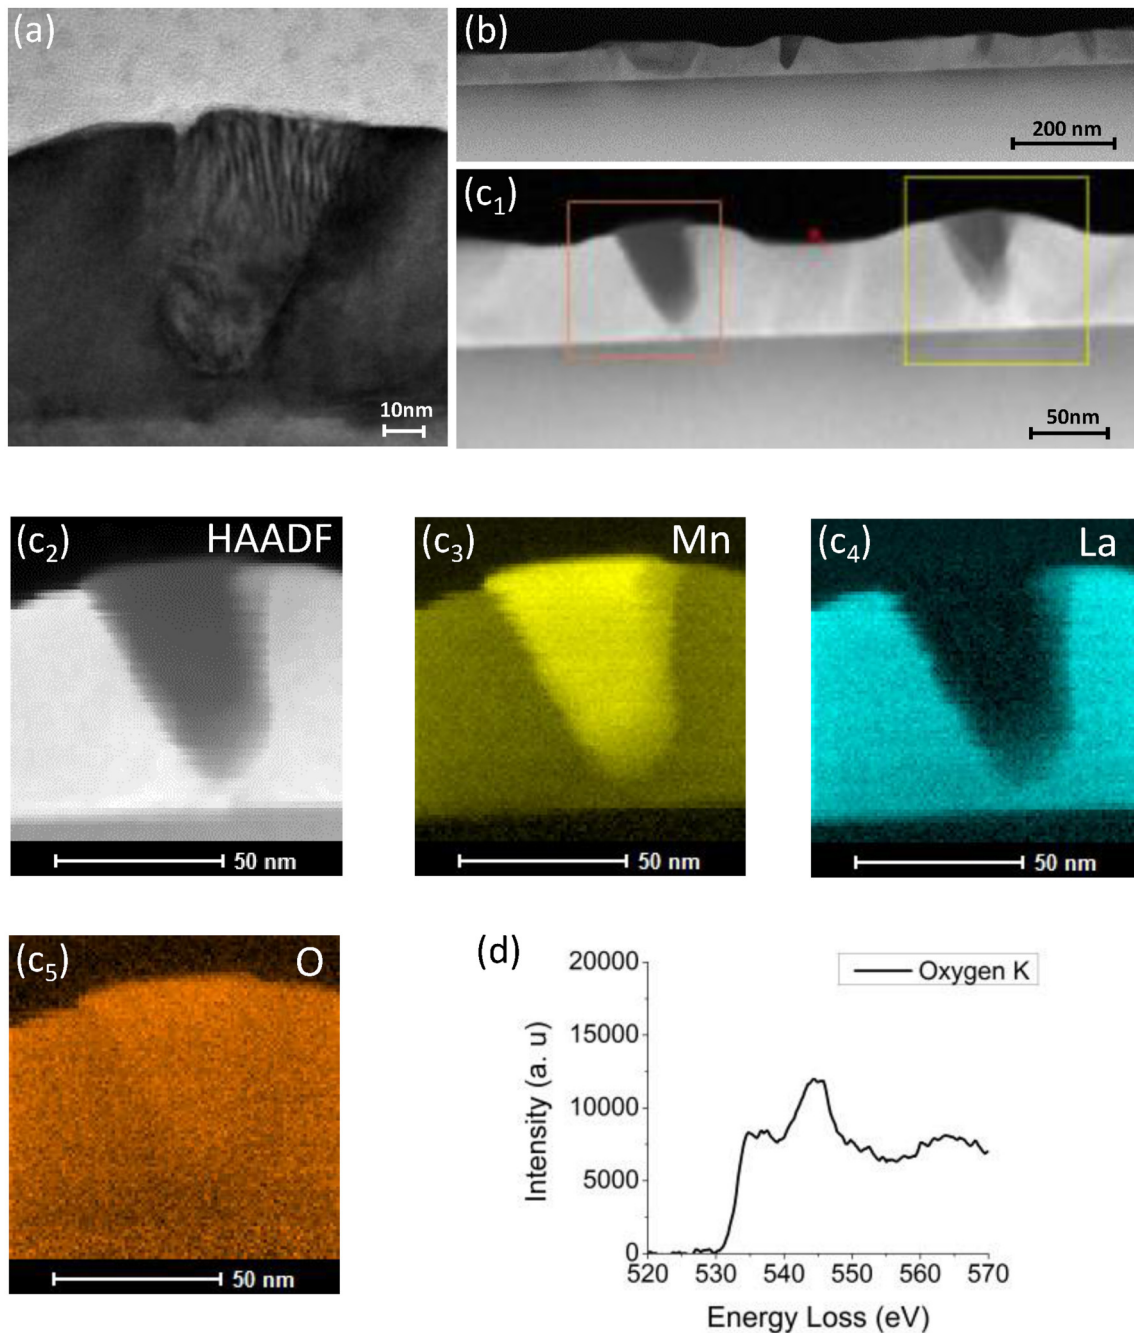 (a)
10nm
(b)
200 nm
(c1)
50nm
(c2) HAADF
50 nm
(c3) Mn
50 nm
(c4) La
50 nm
(c5) O
50 nm
(d)
Oxygen K
20000
15000
10000
5000
0
520 530 540 550 560 570
Intensity (a. u)
Energy Loss (eV)